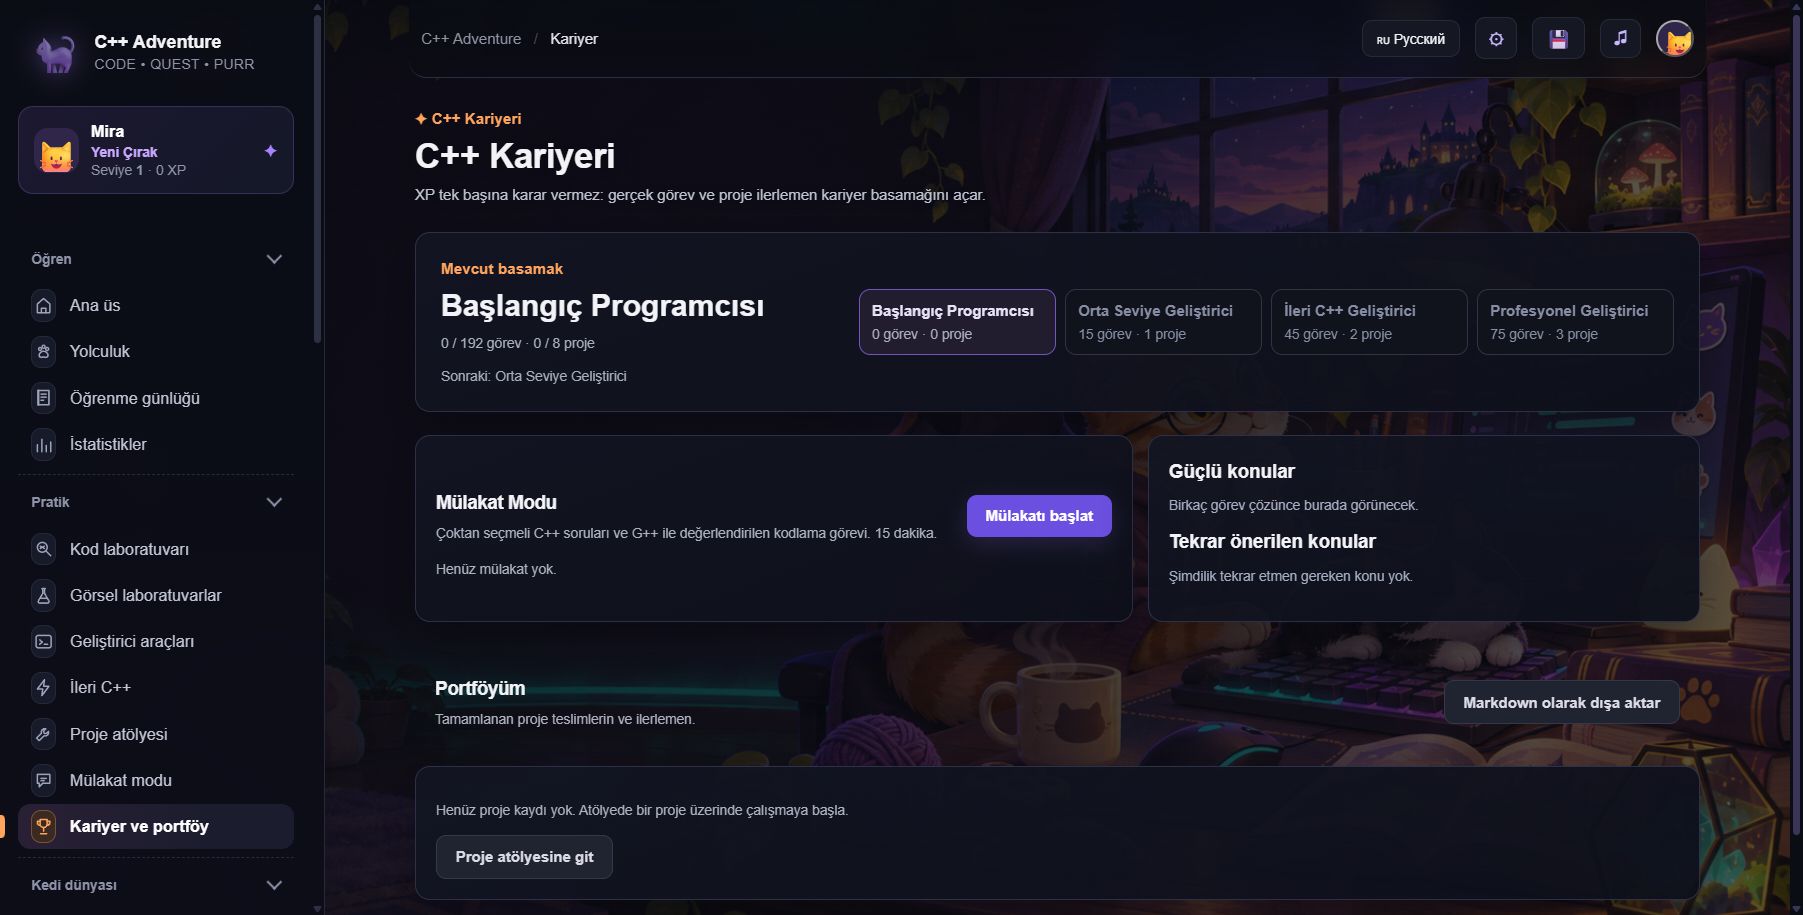 C++ Adventure
CODE • QUEST • PURR
Mira
Yeni Çırak
Seviye 1 · 0 XP
Öğren
Ana üs
Yolculuk
Öğrenme günlüğü
İstatistikler
Pratik
Kod laboratuvarı
Görsel laboratuvarlar
Geliştirici araçları
İleri C++
Proje atölyesi
Mülakat modu
Kariyer ve portföy
Kedi dünyası
C++ Adventure / Kariyer
RU Русский
✦ C++ Kariyeri
C++ Kariyeri
XP tek başına karar vermez: gerçek görev ve proje ilerlemen kariyer basamağını açar.
Mevcut basamak
Başlangıç Programcısı
0 / 192 görev · 0 / 8 proje
Sonraki: Orta Seviye Geliştirici
Başlangıç Programcısı
0 görev · 0 proje
Orta Seviye Geliştirici
15 görev · 1 proje
İleri C++ Geliştirici
45 görev · 2 proje
Profesyonel Geliştirici
75 görev · 3 proje
Mülakat Modu
Çoktan seçmeli C++ soruları ve G++ ile değerlendirilen kodlama görevi. 15 dakika.
Henüz mülakat yok.
Mülakatı başlat
Güçlü konular
Birkaç görev çözünce burada görünecek.
Tekrar önerilen konular
Şimdilik tekrar etmen gereken konu yok.
Portföyüm
Tamamlanan proje teslimlerin ve ilerlemen.
Markdown olarak dışa aktar
Henüz proje kaydı yok. Atölyede bir proje üzerinde çalışmaya başla.
Proje atölyesine git